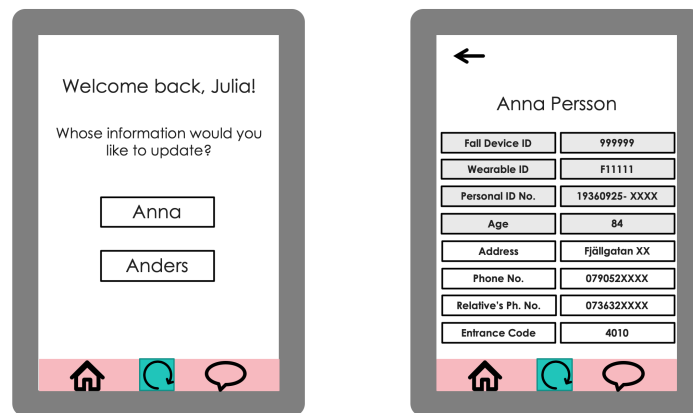 Welcome back, Julia!
Whose information would you
like to update?
Anna
Anders
Anna Persson
Fall Device ID 999999
Wearable ID F11111
Personal ID No. 19360925- XXXX
Age 84
Address Fjällgatan XX
Phone No. 079052XXXX
Relative's Ph. No. 073632XXXX
Entrance Code 4010